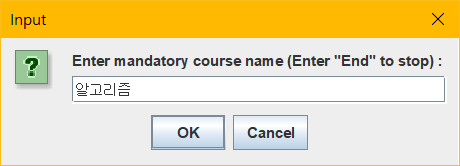 Input
Enter mandatory course name (Enter "End" to stop) :
알고리즘
OK Cancel